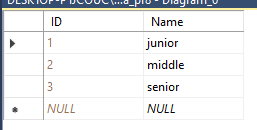 ID Name
1 junior
2 middle
3 senior
NULL NULL